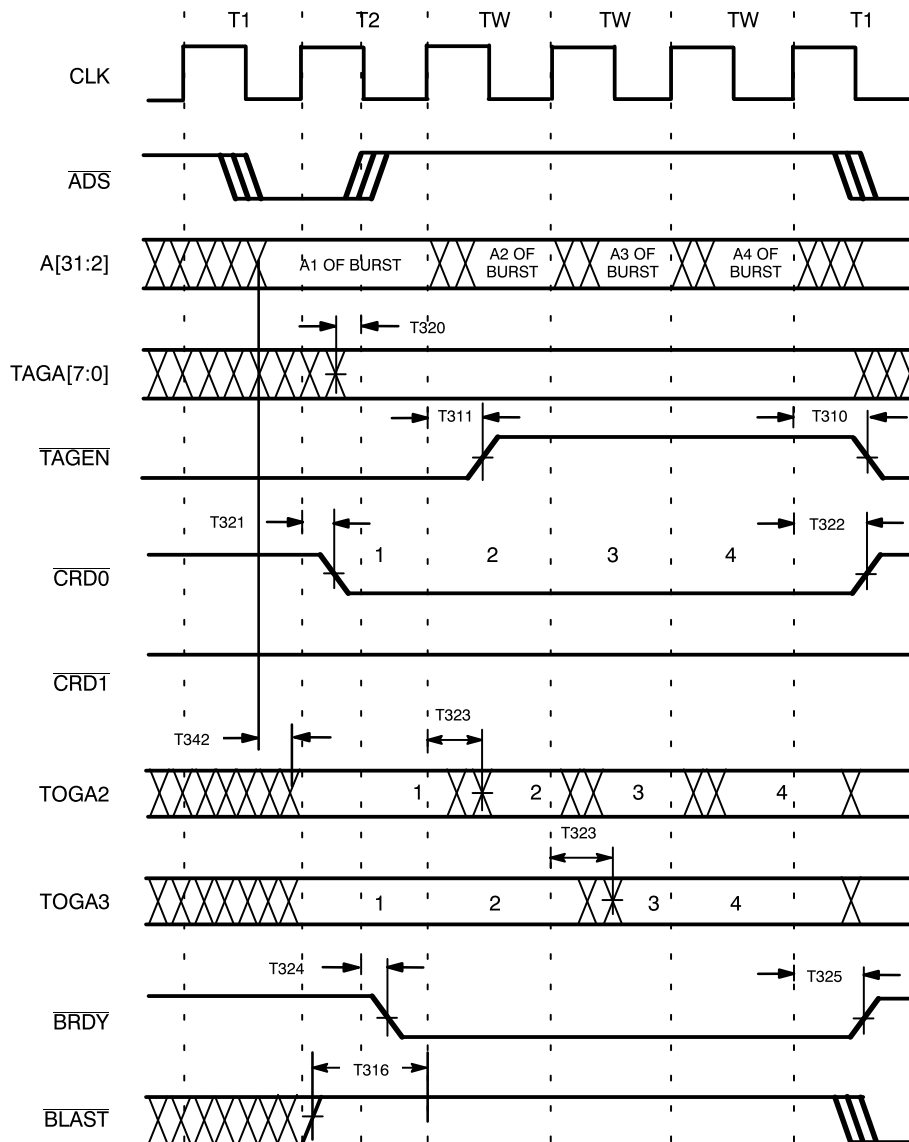 T1 T2 TW TW TW T1
CLK
ADS
A[31:2]
A1 OF BURST
A2 OF
BURST
A3 OF
BURST
A4 OF
BURST
T320
TAGA[7:0]
T311
T310
TAGEN
T321
T322
CRD0
1 2 3 4
CRD1
T323
T342
TOGA2
1 2 3 4
T323
TOGA3
1 2 3 4
T324
T325
BRDY
T316
BLAST